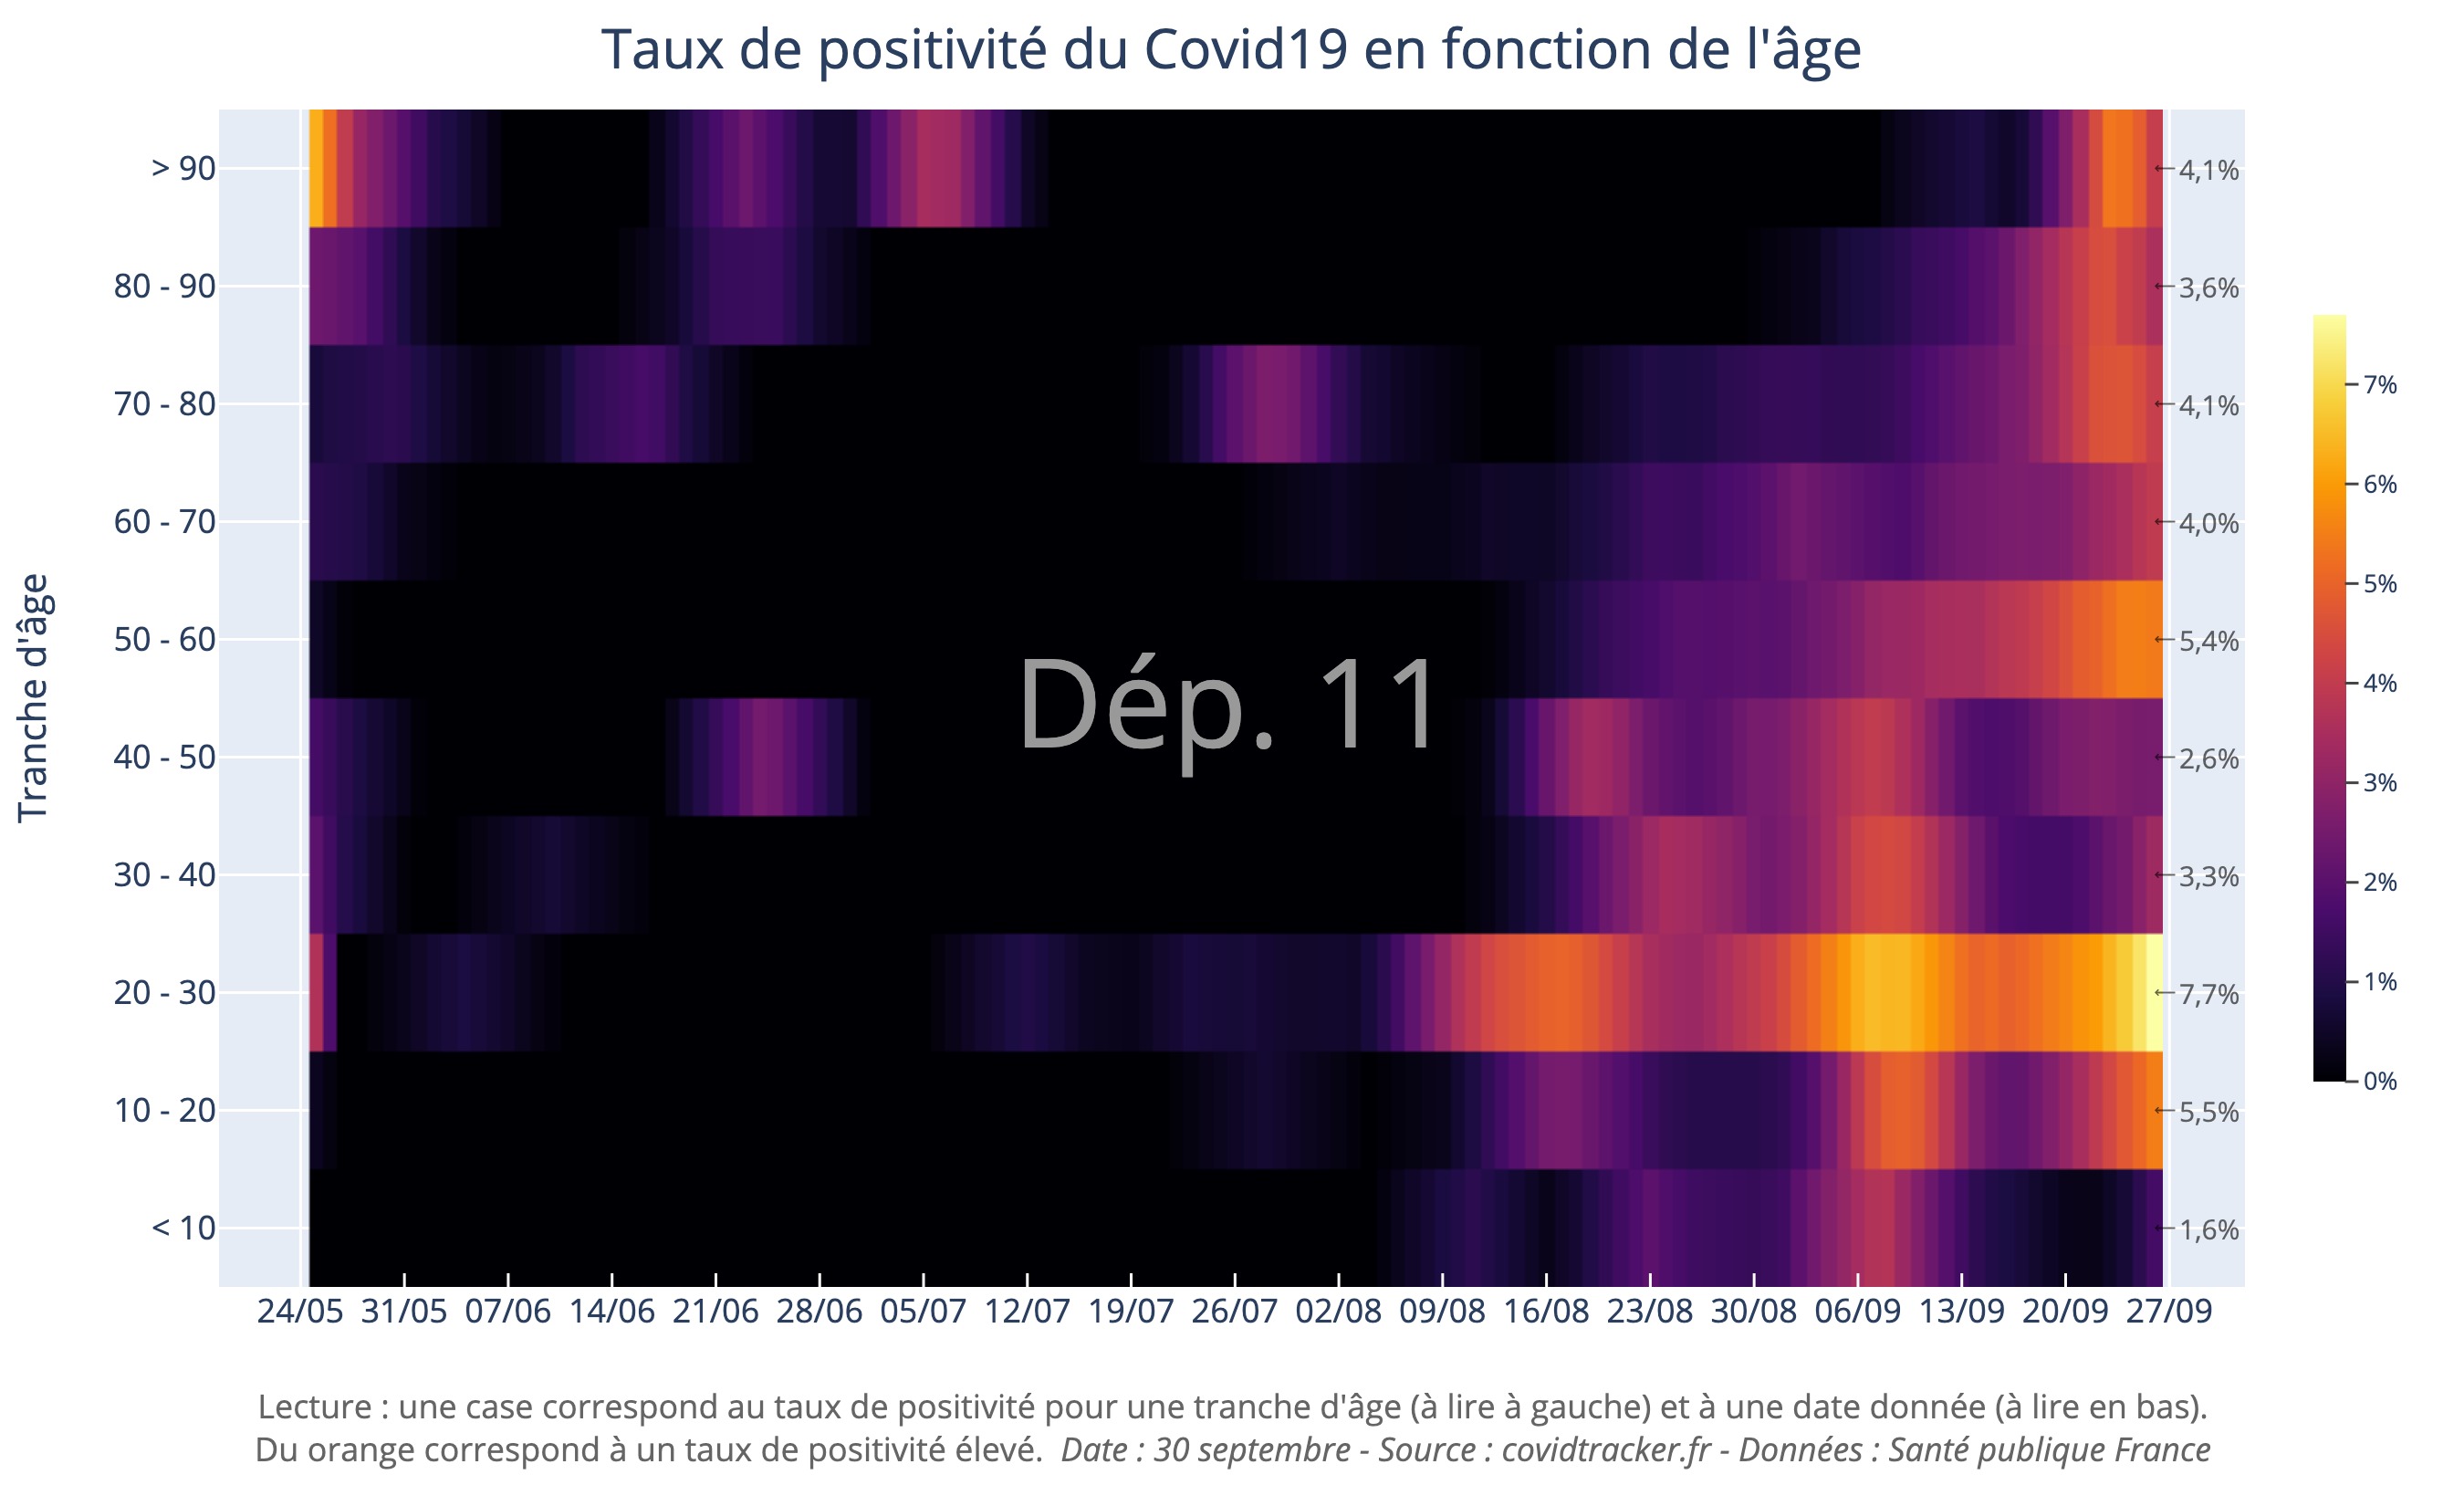 Taux de positivité du Covid19 en fonction de l'âge
Tranche d'âge
> 90
80 - 90
70 - 80
60 - 70
50 - 60
40 - 50
30 - 40
20 - 30
10 - 20
< 10
Dép. 11
4,1%
3,6%
4,1%
4,0%
5,4%
2,6%
3,3%
7,7%
5,5%
1,6%
7%
6%
5%
4%
3%
2%
1%
0%
24/05 31/05 07/06 14/06 21/06 28/06 05/07 12/07 19/07 26/07 02/08 09/08 16/08 23/08 30/08 06/09 13/09 20/09 27/09
Lecture : une case correspond au taux de positivité pour une tranche d'âge (à lire à gauche) et à une date donnée (à lire en bas).
Du orange correspond à un taux de positivité élevé. Date : 30 septembre - Source : covidtracker.fr - Données : Santé publique France